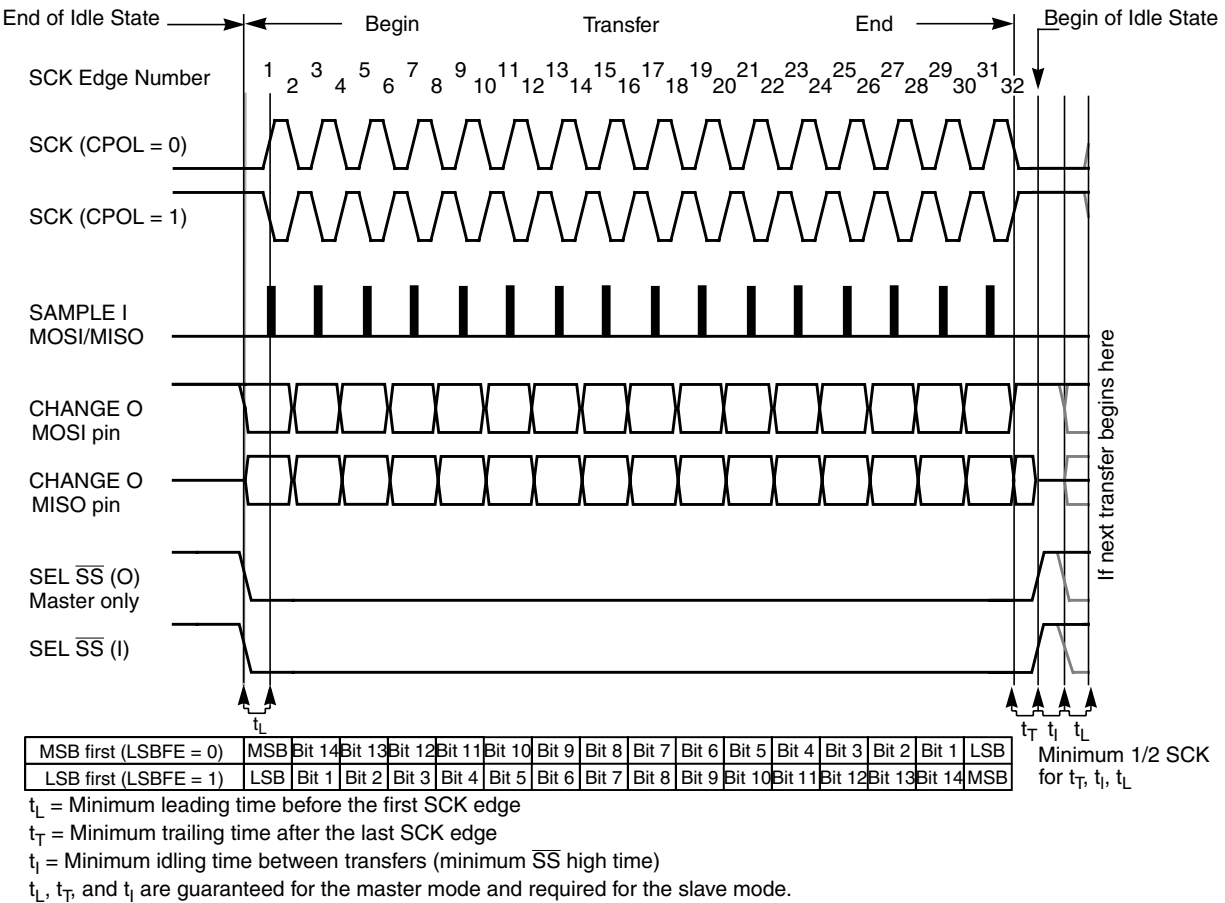 End of Idle State
Begin
Transfer
End
Begin of Idle State
SCK Edge Number
1 2 3 4 5 6 7 8 9 10 11 12 13 14 15 16 17 18 19 20 21 22 23 24 25 26 27 28 29 30 31 32
SCK (CPOL = 0)
SCK (CPOL = 1)
SAMPLE I
MOSI/MISO
CHANGE O
MOSI pin
CHANGE O
MISO pin
SEL SS (O)
Master only
SEL SS (I)
If next transfer begins here
tL
tT tI tL
MSB first (LSBFE = 0) MSB Bit 14 Bit 13 Bit 12 Bit 11 Bit 10 Bit 9 Bit 8 Bit 7 Bit 6 Bit 5 Bit 4 Bit 3 Bit 2 Bit 1 LSB
LSB first (LSBFE = 1) LSB Bit 1 Bit 2 Bit 3 Bit 4 Bit 5 Bit 6 Bit 7 Bit 8 Bit 9 Bit 10 Bit 11 Bit 12 Bit 13 Bit 14 MSB
Minimum 1/2 SCK
for tT, tI, tL
tL = Minimum leading time before the first SCK edge
tT = Minimum trailing time after the last SCK edge
tI = Minimum idling time between transfers (minimum SS high time)
tL, tT, and tI are guaranteed for the master mode and required for the slave mode.